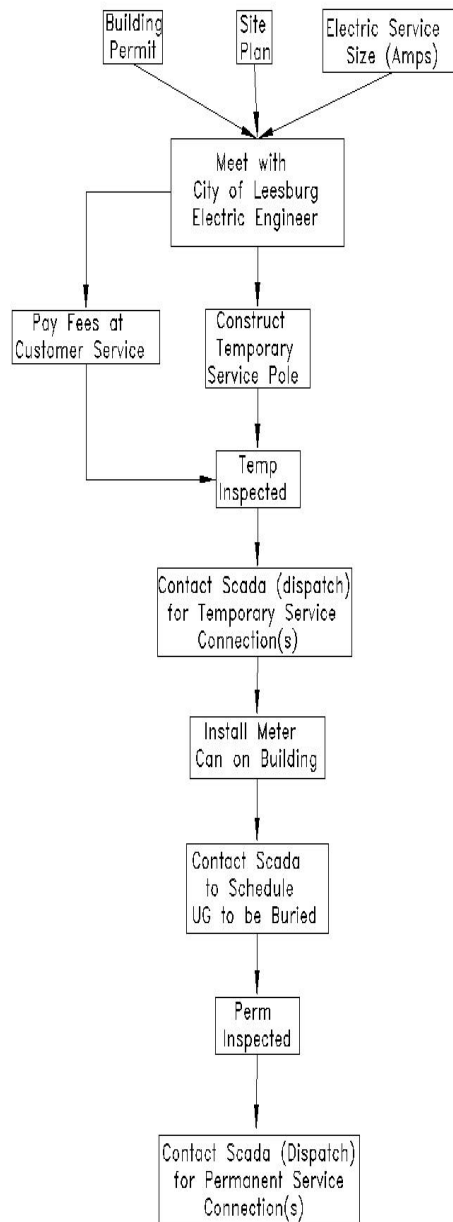 Building
Permit
Site
Plan
Electric Service
Size (Amps)
Meet with
City of Leesburg
Electric Engineer
Pay Fees at
Customer Service
Construct
Temporary
Service Pole
Temp
Inspected
Contact Scada (dispatch)
for Temporary Service
Connection(s)
Install Meter
Can on Building
Contact Scada
to Schedule
UG to be Buried
Perm
Inspected
Contact Scada (Dispatch)
for Permanent Service
Connection(s)